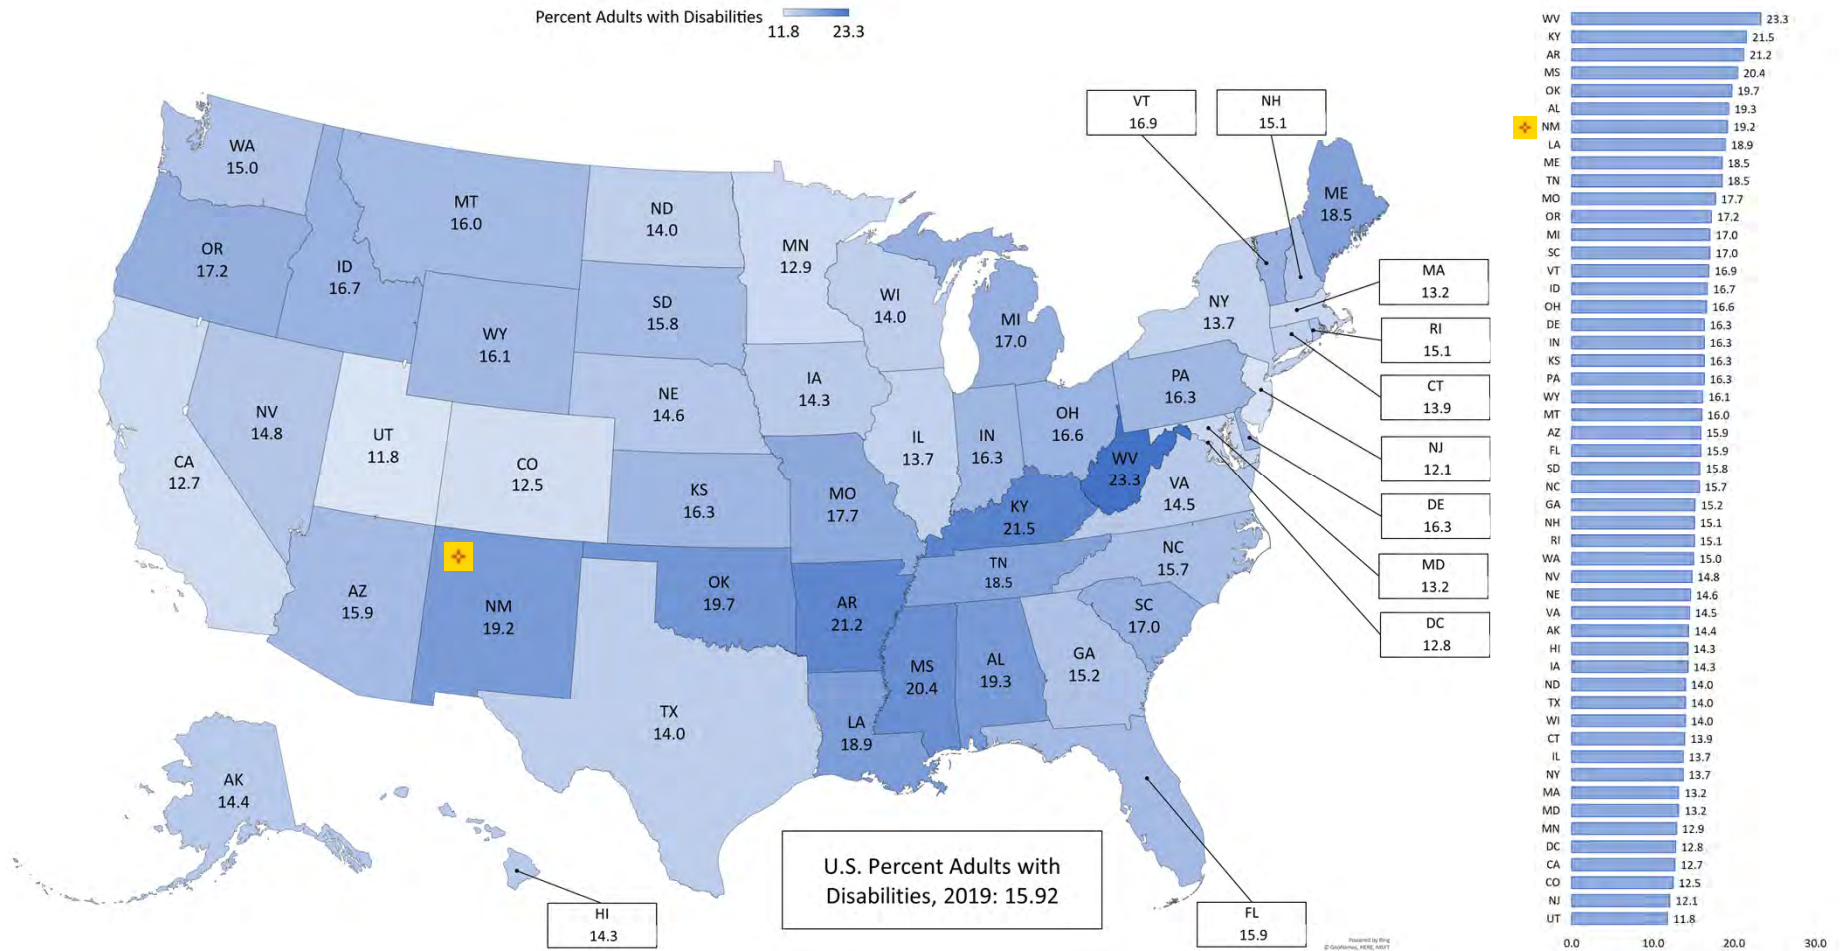 Percent Adults with Disabilities
11.8 23.3
WA
15.0
MT
16.0
ND
14.0
MN
12.9
OR
17.2
ID
16.7
WY
16.1
SD
15.8
WI
14.0
MI
17.0
NY
13.7
ME
18.5
VT
16.9
NH
15.1
MA
13.2
RI
15.1
CT
13.9
NJ
12.1
DE
16.3
MD
13.2
DC
12.8
CA
12.7
NV
14.8
UT
11.8
CO
12.5
NE
14.6
IA
14.3
IL
13.7
IN
16.3
OH
16.6
PA
16.3
WV
23.3
VA
14.5
KS
16.3
MO
17.7
KY
21.5
NC
15.7
TN
18.5
SC
17.0
AZ
15.9
NM
19.2
OK
19.7
AR
21.2
MS
20.4
AL
19.3
GA
15.2
TX
14.0
LA
18.9
FL
15.9
AK
14.4
HI
14.3
U.S. Percent Adults with
Disabilities, 2019: 15.92
Powered by Bing
© GeoNames, HERE, MSFT
WV 23.3
KY 21.5
AR 21.2
MS 20.4
OK 19.7
AL 19.3
NM 19.2
LA 18.9
ME 18.5
TN 18.5
MO 17.7
OR 17.2
MI 17.0
SC 17.0
VT 16.9
ID 16.7
OH 16.6
DE 16.3
IN 16.3
KS 16.3
PA 16.3
WY 16.1
MT 16.0
AZ 15.9
FL 15.9
SD 15.8
NC 15.7
GA 15.2
NH 15.1
RI 15.1
WA 15.0
NV 14.8
NE 14.6
VA 14.5
AK 14.4
HI 14.3
IA 14.3
ND 14.0
TX 14.0
WI 14.0
CT 13.9
IL 13.7
NY 13.7
MA 13.2
MD 13.2
MN 12.9
DC 12.8
CA 12.7
CO 12.5
NJ 12.1
UT 11.8
0.0 10.0 20.0 30.0